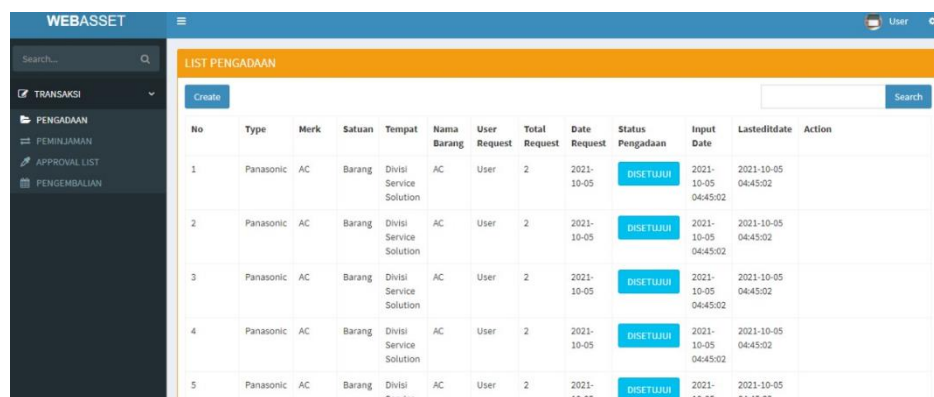 WEBASSET
User
Search...
TRANSAKSI
PENGADAAN
PEMINJAMAN
APPROVAL LIST
PENGEMBALIAN
LIST PENGADAAN
Create
Search
No Type Merk Satuan Tempat Nama Barang User Request Total Request Date Request Status Pengadaan Input Date Lasteditdate Action
1 Panasonic AC Barang Divisi Service Solution AC User 2 2021-10-05 DISETUJUI 2021-10-05 04:45:02 2021-10-05 04:45:02
2 Panasonic AC Barang Divisi Service Solution AC User 2 2021-10-05 DISETUJUI 2021-10-05 04:45:02 2021-10-05 04:45:02
3 Panasonic AC Barang Divisi Service Solution AC User 2 2021-10-05 DISETUJUI 2021-10-05 04:45:02 2021-10-05 04:45:02
4 Panasonic AC Barang Divisi Service Solution AC User 2 2021-10-05 DISETUJUI 2021-10-05 04:45:02 2021-10-05 04:45:02
5 Panasonic AC Barang Divisi AC User 2 2021- DISETUJUI 2021- 2021-10-05